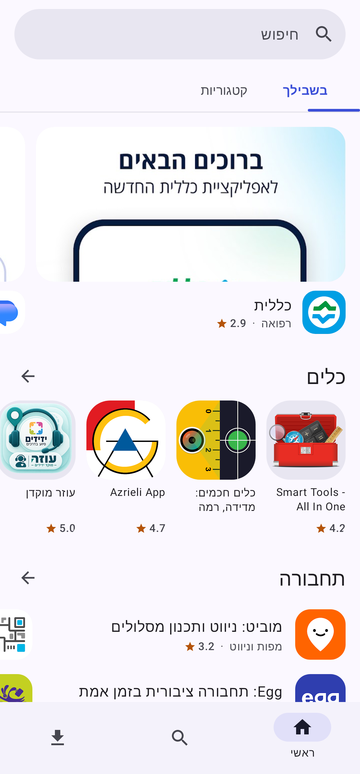 חיפוש
בשבילך
קטגוריות
ברוכים הבאים
לאפליקציית כללית החדשה
כללית
רפואה · 2.9 ★
כלים
Smart Tools -
All In One
4.2 ★
כלים חכמים:
מדידה, רמה
Azrieli App
4.7 ★
ידידים
עוזר
עוזר מוקדן
5.0 ★
תחבורה
מוביט: ניווט ותכנון מסלולים
מפות וניווט · 3.2 ★
egg
Egg: תחבורה ציבורית בזמן אמת
ראשי